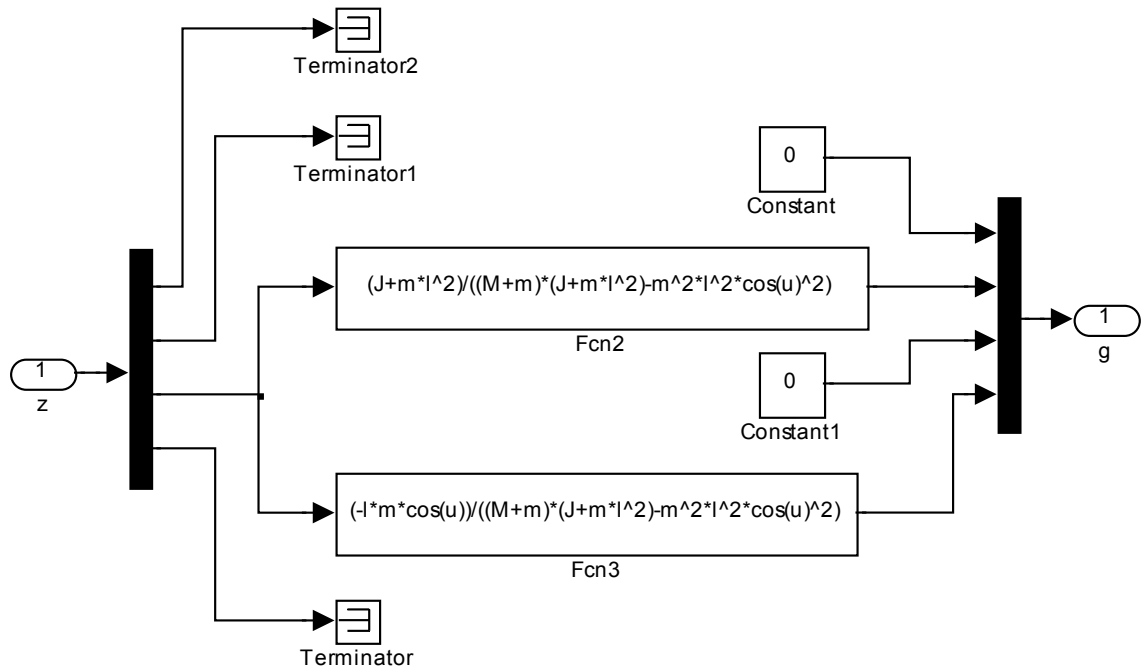 Terminator2
Terminator1
0
Constant
(J+m*l^2)/((M+m)*(J+m*l^2)-m^2*l^2*cos(u)^2)
Fcn2
1
z
1
g
0
Constant1
(-l*m*cos(u))/((M+m)*(J+m*l^2)-m^2*l^2*cos(u)^2)
Fcn3
Terminator